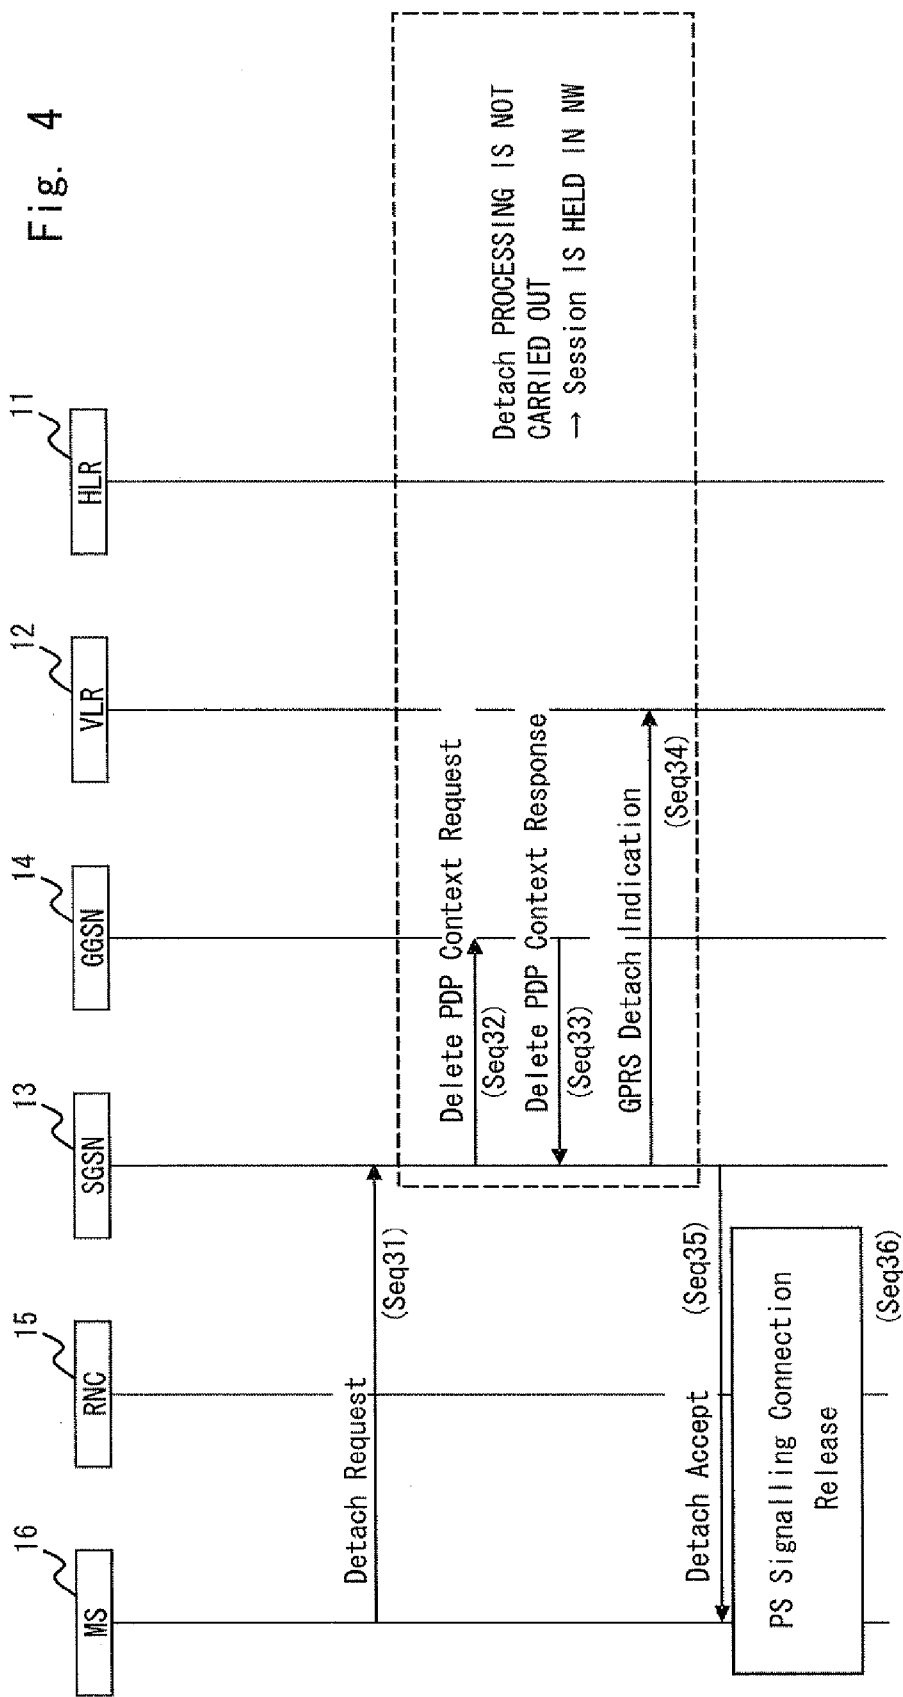 Fig. 4
16
15
13
14
12
11
MS
RNC
SGSN
GGSN
VLR
HLR
Detach Request
(Seq31)
Delete PDP Context Request
(Seq32)
Delete PDP Context Response
(Seq33)
GPRS Detach Indication
(Seq34)
Detach PROCESSING IS NOT
CARRIED OUT
→ Session IS HELD IN NW
Detach Accept
(Seq35)
PS Signalling Connection
Release
(Seq36)